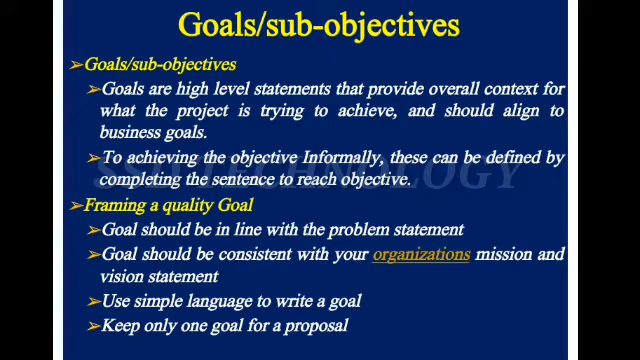 Goals/sub-objectives
➢Goals/sub-objectives
➢Goals are high level statements that provide overall context for
what the project is trying to achieve, and should align to
business goals.
➢To achieving the objective Informally, these can be defined by
completing the sentence to reach objective.
➢Framing a quality Goal
➢Goal should be in line with the problem statement
➢Goal should be consistent with your organizations mission and
vision statement
➢Use simple language to write a goal
➢Keep only one goal for a proposal